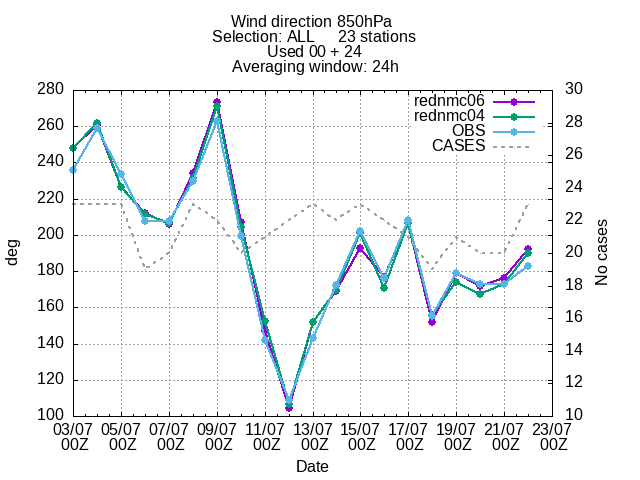 Wind direction 850hPa
Selection: ALL 23 stations
Used 00 + 24
Averaging window: 24h
280 30
rednmc06
rednmc04
OBS
CASES
260 28
240 26
220 24
200 22
180 20
160 18
140 16
120 14
100 12
10
deg
No cases
03/07 05/07 07/07 09/07 11/07 13/07 15/07 17/07 19/07 21/07 23/07
00Z 00Z 00Z 00Z 00Z 00Z 00Z 00Z 00Z 00Z 00Z
Date